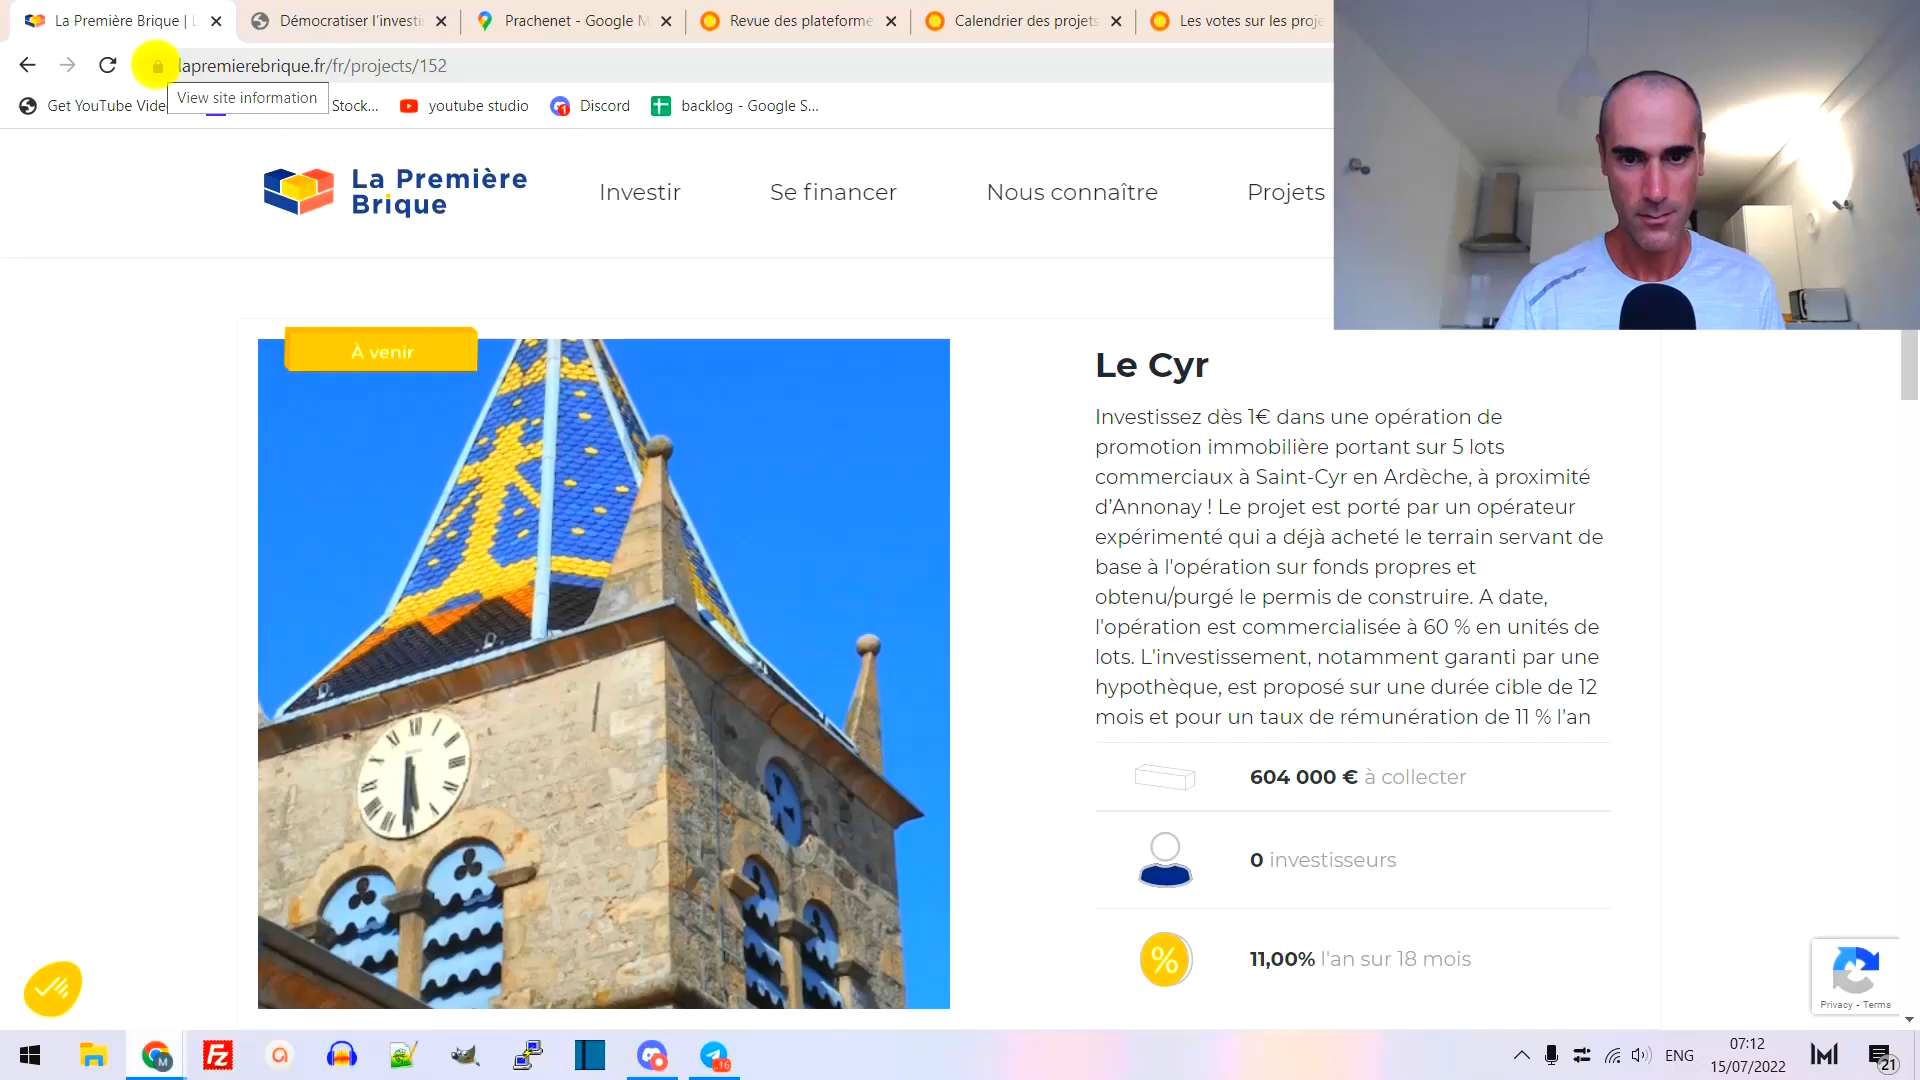 La Première Brique | L
Démocratiser l'investi
Prachenet - Google M
Revue des plateforme
Calendrier des projets
Les votes sur les proje
lapremierebrique.fr/fr/projects/152
View site information
Get YouTube Vide
Stock...
youtube studio
Discord
backlog - Google S...
La Première
Brique
Investir
Se financer
Nous connaître
Projets
À venir
Le Cyr
Investissez dès 1€ dans une opération de
promotion immobilière portant sur 5 lots
commerciaux à Saint-Cyr en Ardèche, à proximité
d'Annonay ! Le projet est porté par un opérateur
expérimenté qui a déjà acheté le terrain servant de
base à l'opération sur fonds propres et
obtenu/purgé le permis de construire. A date,
l'opération est commercialisée à 60 % en unités de
lots. L'investissement, notamment garanti par une
hypothèque, est proposé sur une durée cible de 12
mois et pour un taux de rémunération de 11 % l'an
604 000 € à collecter
0 investisseurs
% 11,00% l'an sur 18 mois
Privacy - Terms
ENG
07:12
15/07/2022
21
16